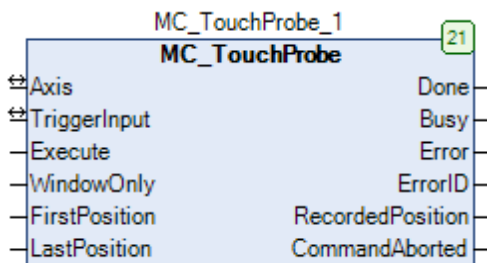 MC_TouchProbe_1
21
MC_TouchProbe
Axis Done
TriggerInput Busy
Execute Error
WindowOnly ErrorID
FirstPosition RecordedPosition
LastPosition CommandAborted